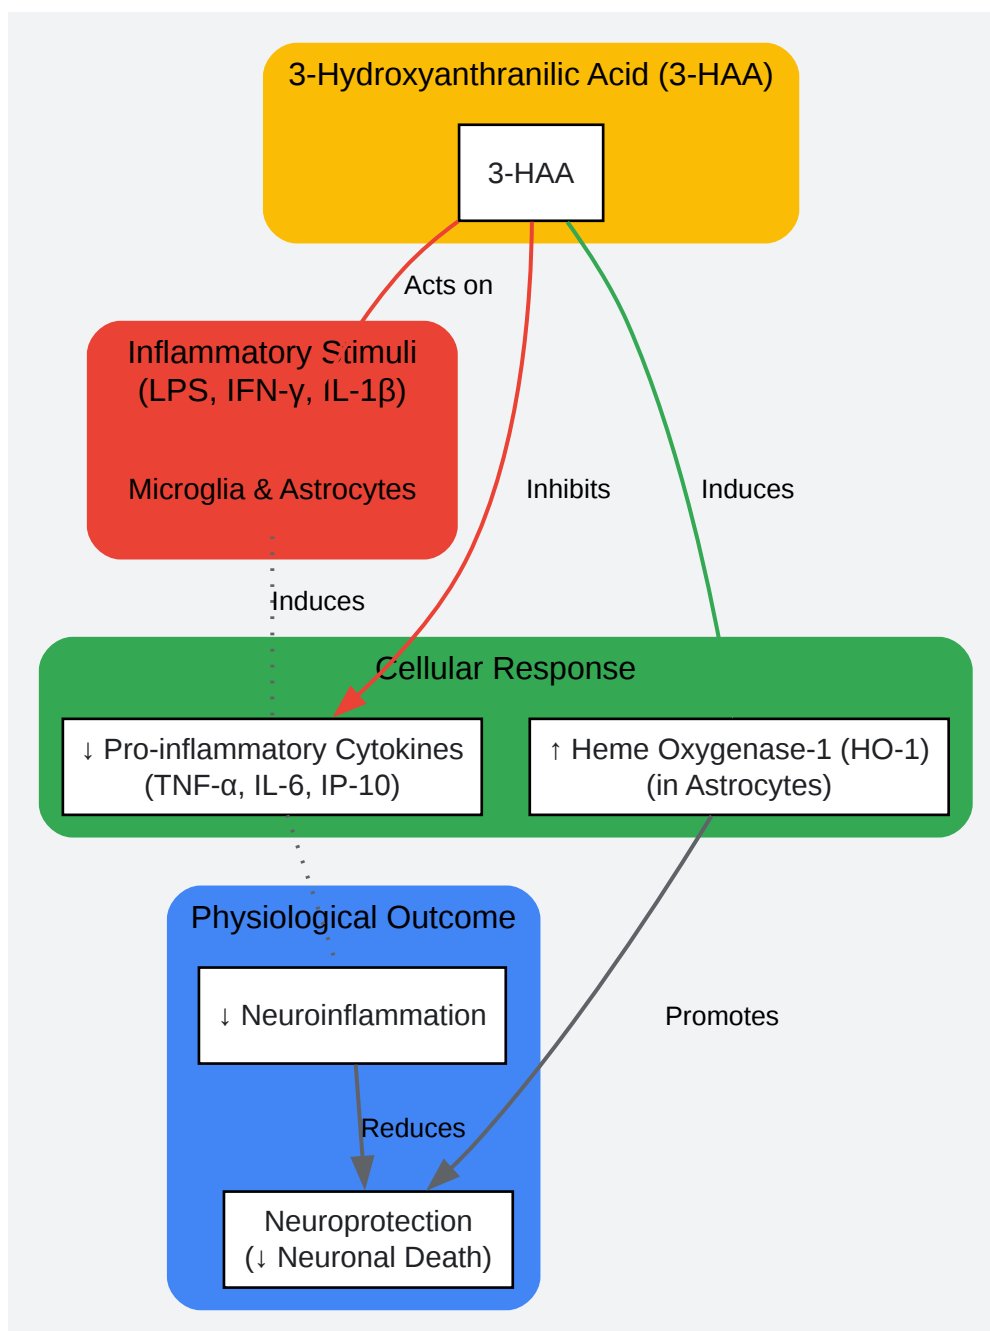 3-Hydroxyanthranilic Acid (3-HAA)
3-HAA
Acts on
Inflammatory Stimuli
(LPS, IFN-γ, IL-1β)
Microglia & Astrocytes
Inhibits
Induces
Induces
Cellular Response
↓ Pro-inflammatory Cytokines
(TNF-α, IL-6, IP-10)
↑ Heme Oxygenase-1 (HO-1)
(in Astrocytes)
Physiological Outcome
↓ Neuroinflammation
Promotes
Reduces
Neuroprotection
(↓ Neuronal Death)